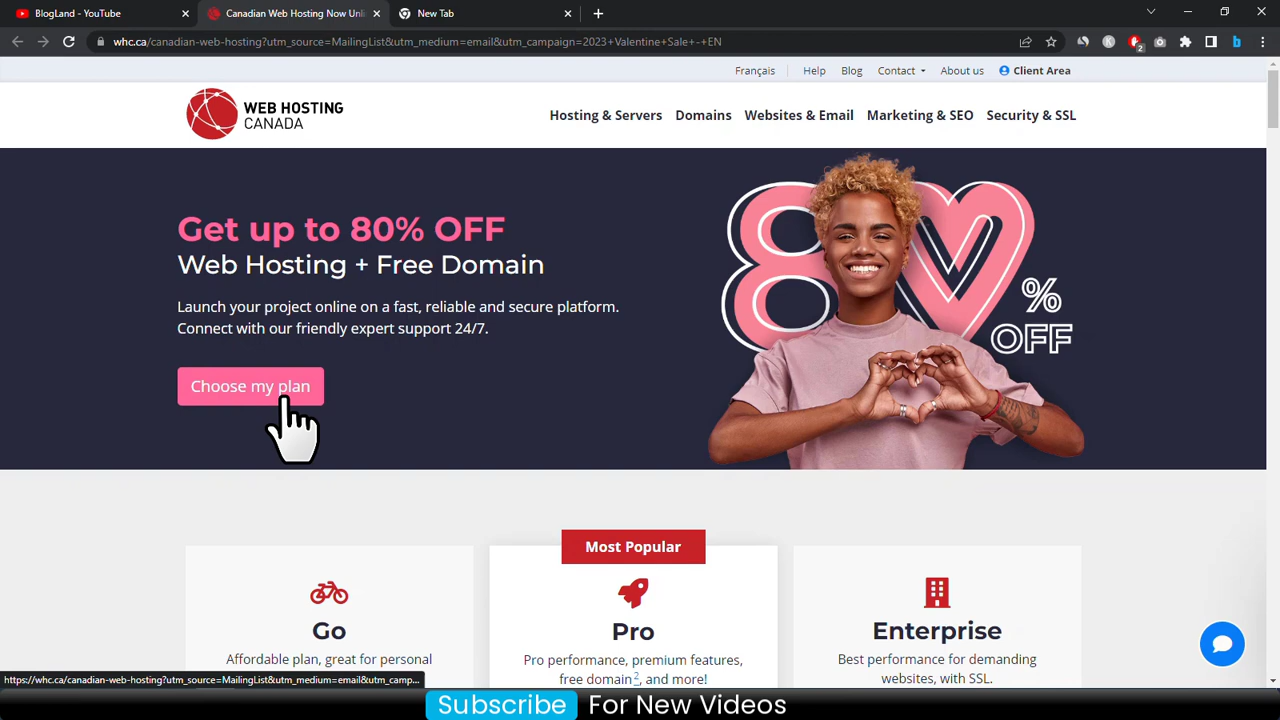 BlogLand - YouTube
Canadian Web Hosting Now Unli
New Tab
whc.ca/canadian-web-hosting?utm_source=MailingList&utm_medium=email&utm_campaign=2023+Valentine+Sale+-+EN
2
Français
Help
Blog
Contact
About us
Client Area
WEB HOSTING
CANADA
Hosting & Servers
Domains
Websites & Email
Marketing & SEO
Security & SSL
Get up to 80% OFF
Web Hosting + Free Domain
Launch your project online on a fast, reliable and secure platform.
Connect with our friendly expert support 24/7.
Choose my plan
80
%
OFF
Most Popular
Go
Affordable plan, great for personal
Pro
Pro performance, premium features,
free domain2, and more!
Enterprise
Best performance for demanding
websites, with SSL.
https://whc.ca/canadian-web-hosting?utm_source=MailingList&utm_medium=email&utm_camp...
Subscribe For New Videos